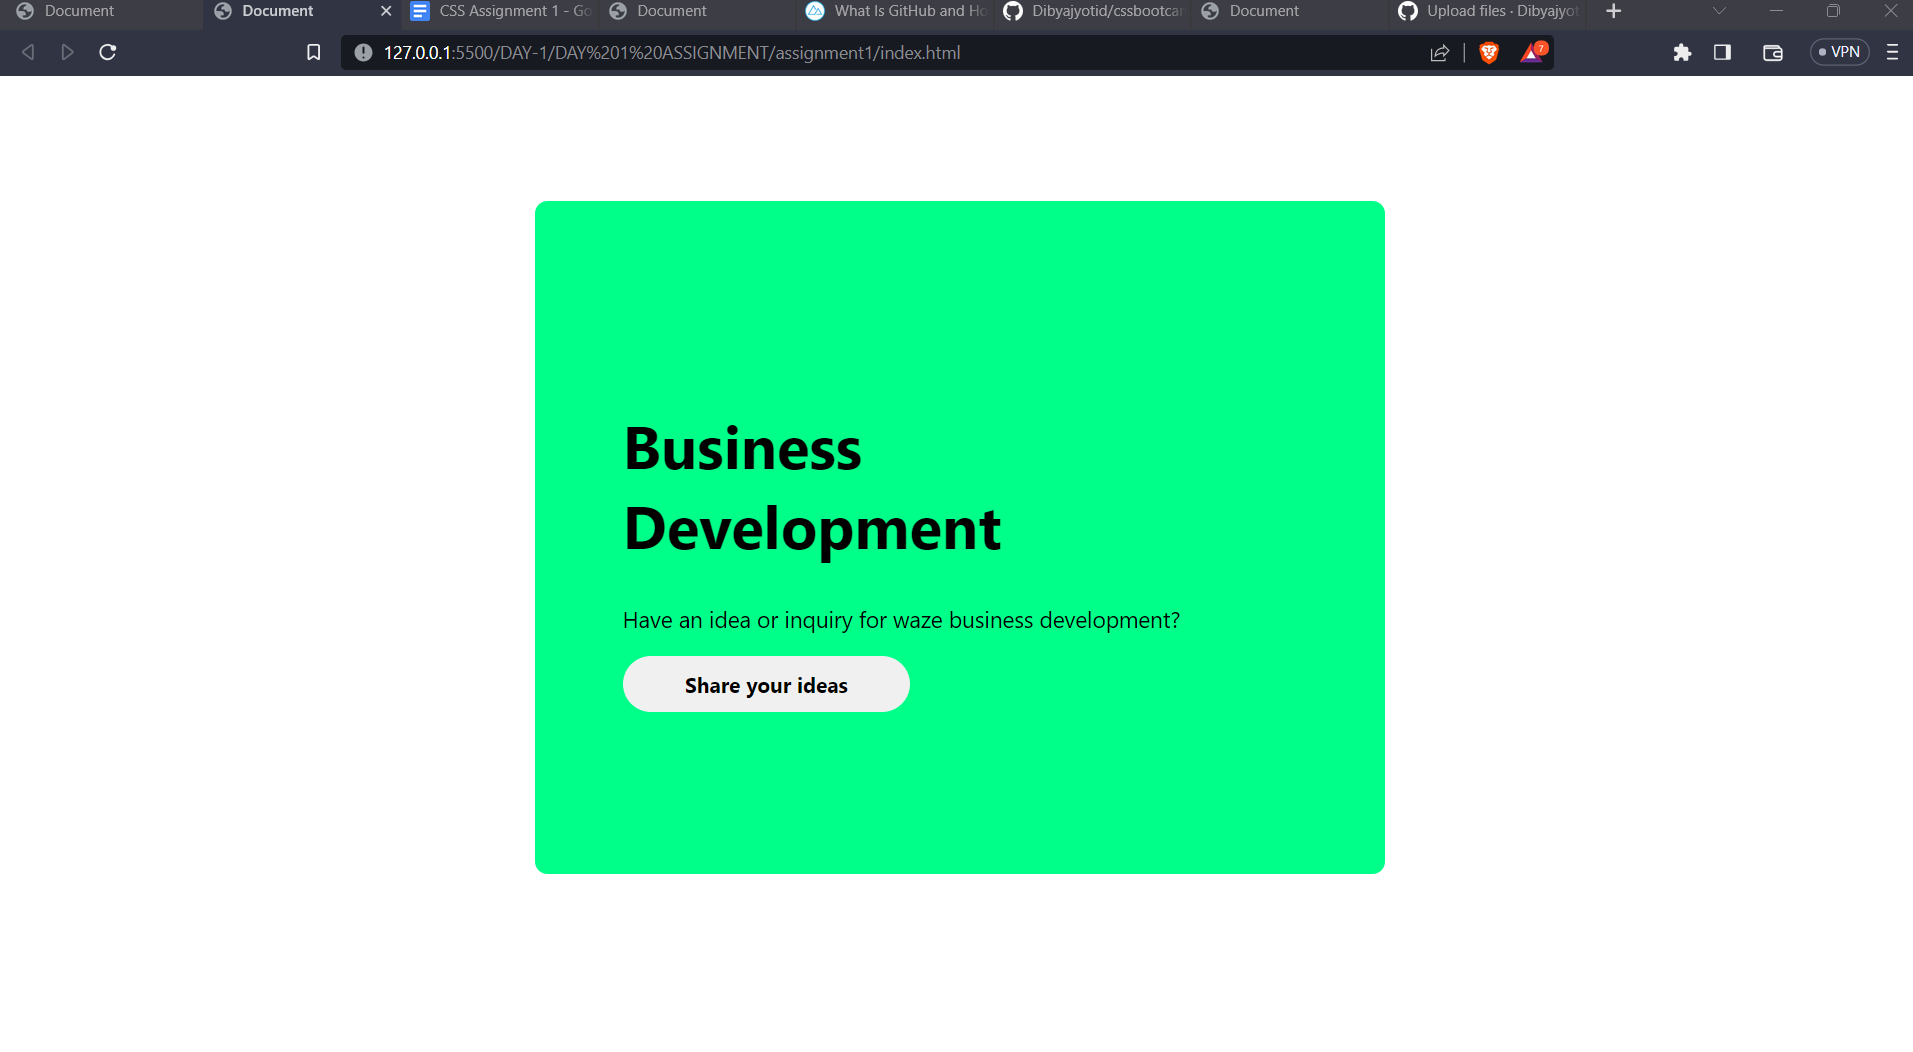 Document
Document
CSS Assignment 1 - Go
Document
What Is GitHub and Ho
Dibyajyotid/cssbootcam
Document
Upload files · Dibyajyot
127.0.0.1:5500/DAY-1/DAY%201%20ASSIGNMENT/assignment1/index.html
7
VPN
Business
Development
Have an idea or inquiry for waze business development?
Share your ideas